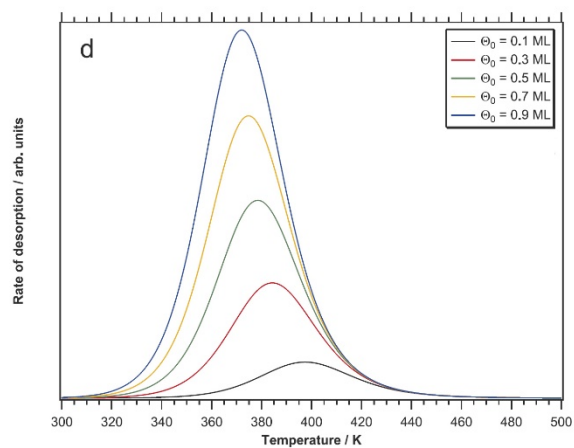 d
Θ₀ = 0.1 ML
Θ₀ = 0.3 ML
Θ₀ = 0.5 ML
Θ₀ = 0.7 ML
Θ₀ = 0.9 ML
Rate of desorption / arb. units
300 320 340 360 380 400 420 440 460 480 500
Temperature / K